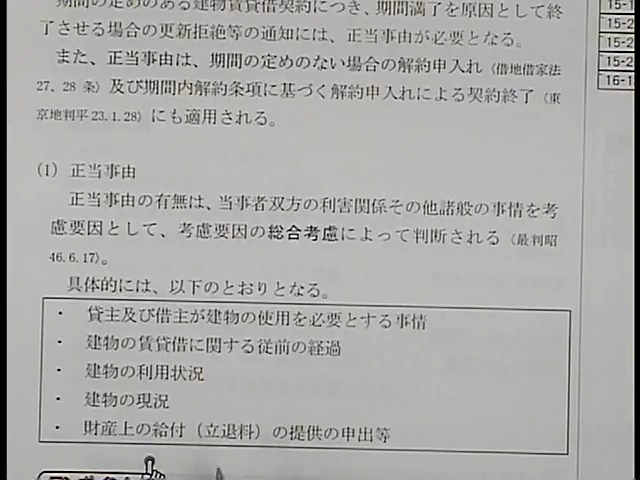 期間の定めのある建物賃貸借契約につき、期間満了を原因として終
了させる場合の更新拒絶等の通知には、正当事由が必要となる。
また、正当事由は、期間の定めのない場合の解約申入れ（借地借家法
27、28 条）及び期間内解約条項に基づく解約申入れによる契約終了（東
京地判平 23.1.28）にも適用される。
(1) 正当事由
正当事由の有無は、当事者双方の利害関係その他諸般の事情を考
慮要因として、考慮要因の総合考慮によって判断される（最判昭
46.6.17）。
具体的には、以下のとおりとなる。
・ 貸主及び借主が建物の使用を必要とする事情
・ 建物の賃貸借に関する従前の経過
・ 建物の利用状況
・ 建物の現況
・ 財産上の給付（立退料）の提供の申出等
15-2
15-2
15-2